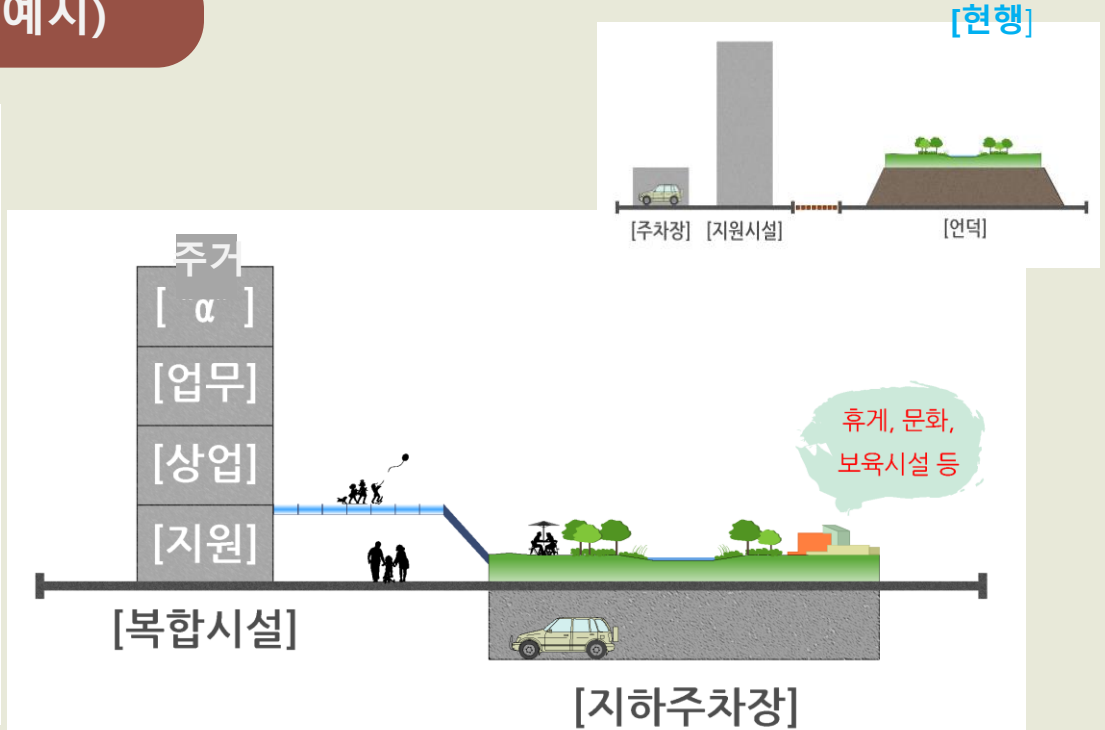 예시)
[현행]
[주차장] [지원시설]
[언덕]
주거
[ α ]
[업무]
[상업]
[지원]
휴게, 문화,
보육시설 등
[복합시설]
[지하주차장]